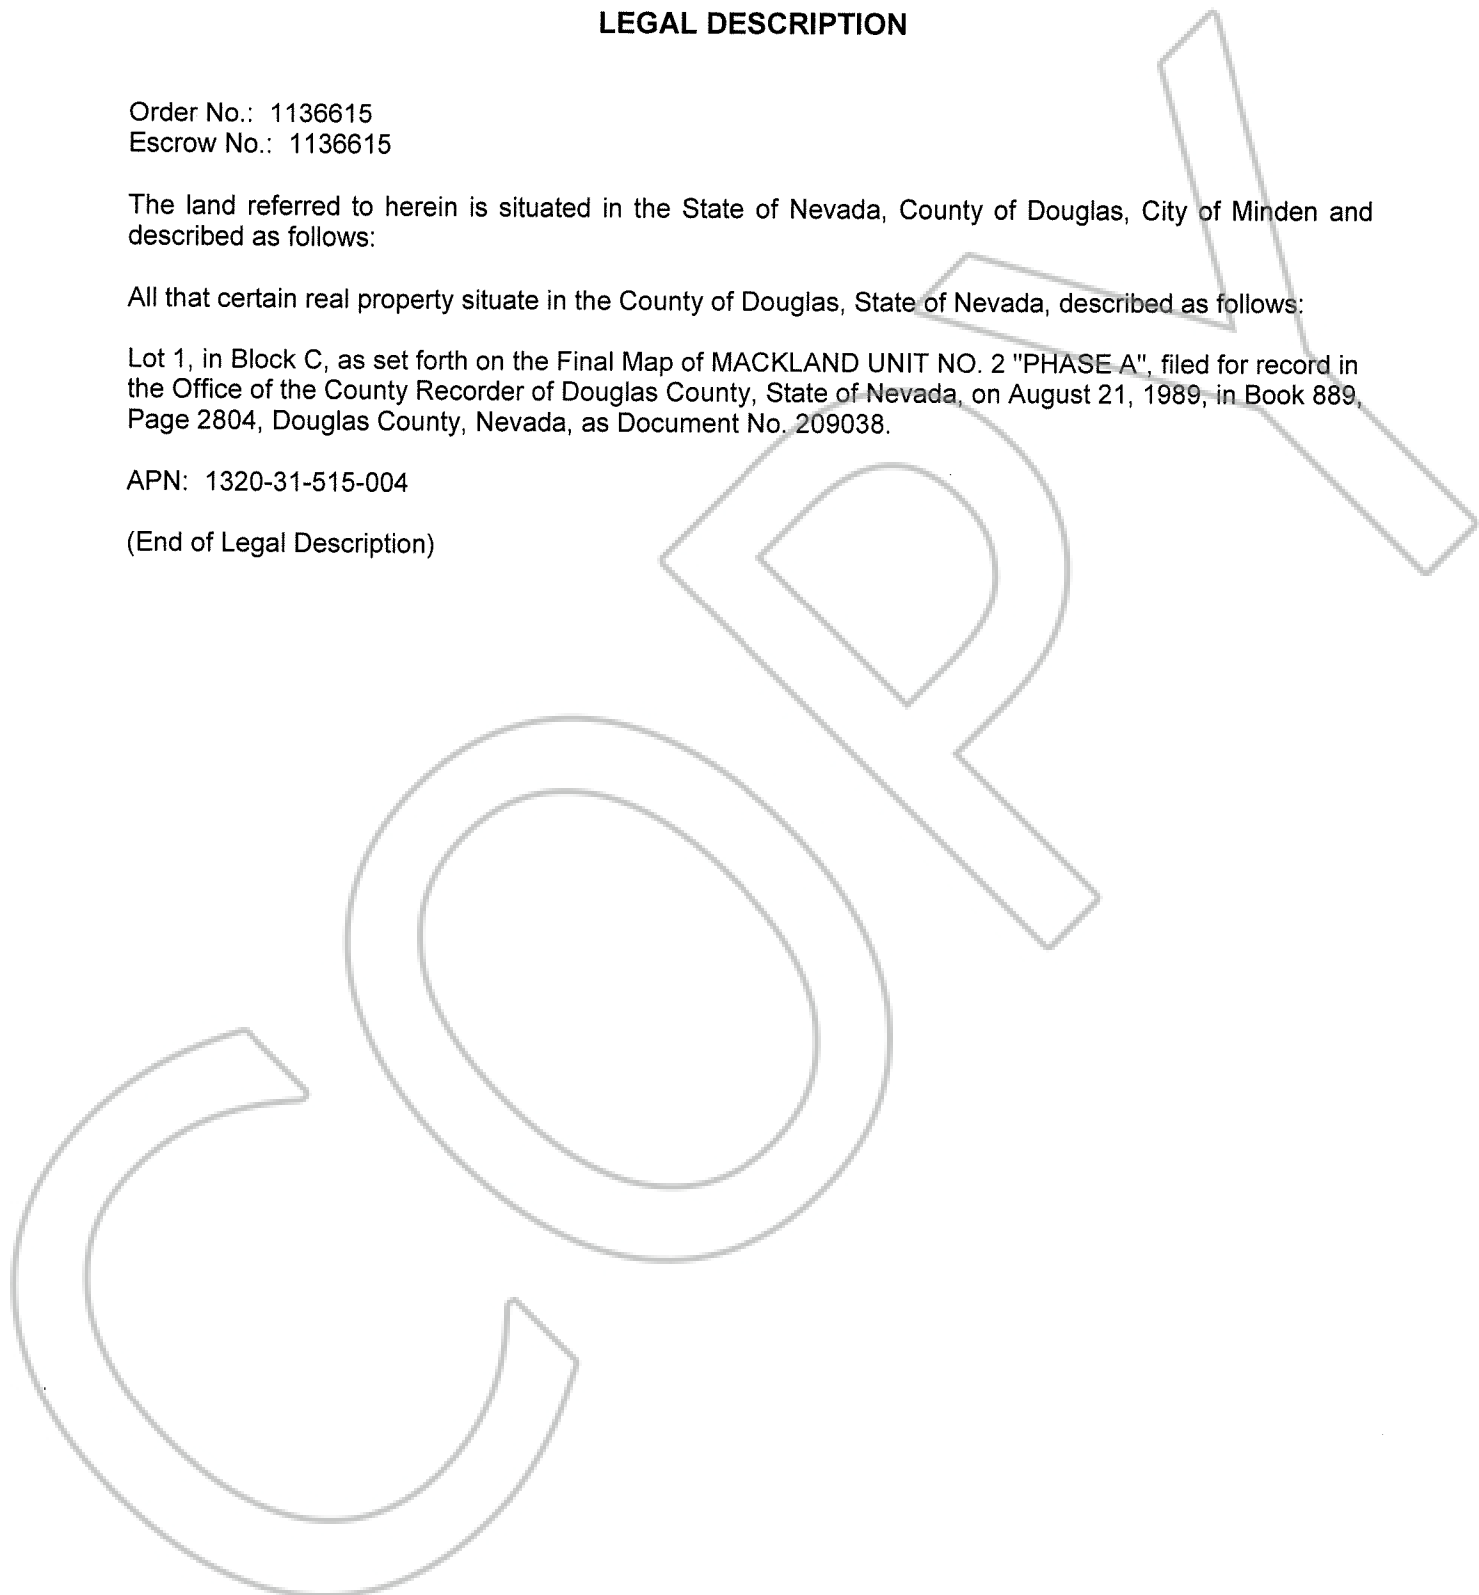 LEGAL DESCRIPTION
Order No.: 1136615
Escrow No.: 1136615
The land referred to herein is situated in the State of Nevada, County of Douglas, City of Minden and
described as follows:
All that certain real property situate in the County of Douglas, State of Nevada, described as follows:
Lot 1, in Block C, as set forth on the Final Map of MACKLAND UNIT NO. 2 "PHASE A", filed for record in
the Office of the County Recorder of Douglas County, State of Nevada, on August 21, 1989, in Book 889,
Page 2804, Douglas County, Nevada, as Document No. 209038.
APN: 1320-31-515-004
(End of Legal Description)
COPY